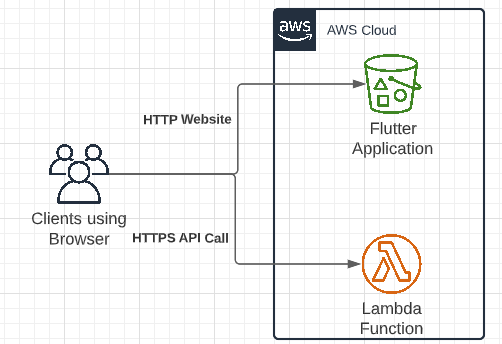 aws
AWS Cloud
HTTP Website
Flutter
Application
Clients using
Browser
HTTPS API Call
Lambda
Function